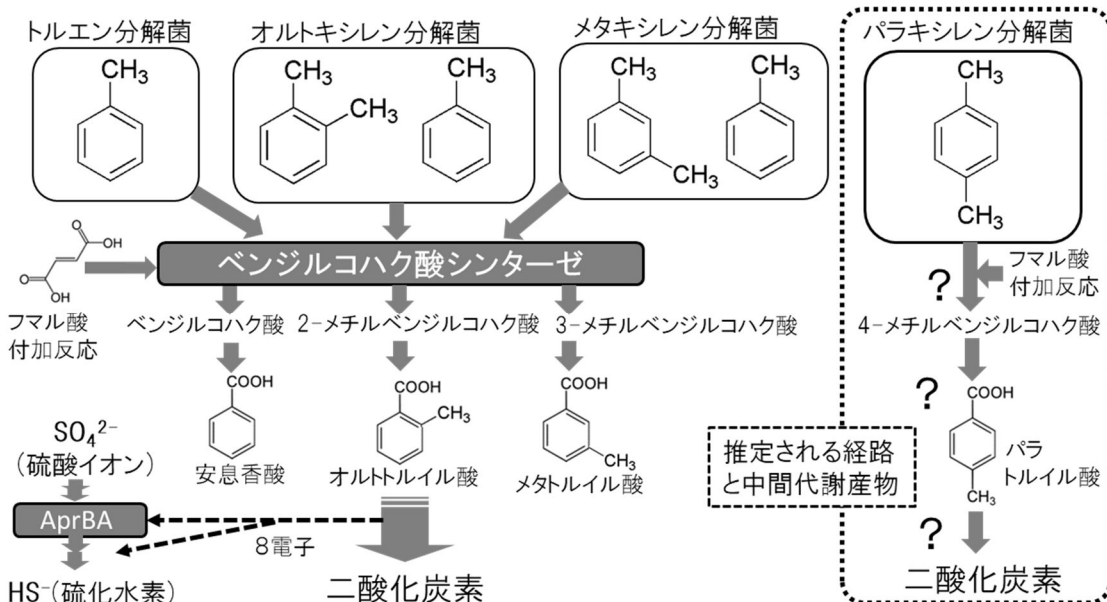 トルエン分解菌
オルトキシレン分解菌
メタキシレン分解菌
パラキシレン分解菌
CH3
CH3
CH3
CH3
CH3
CH3
CH3
CH3
CH3
O
OH
O
OH
フマル酸
付加反応
ベンジルコハク酸シンターゼ
?
フマル酸
付加反応
ベンジルコハク酸
2-メチルベンジルコハク酸
3-メチルベンジルコハク酸
4-メチルベンジルコハク酸
COOH
安息香酸
COOH
CH3
オルトトルイル酸
COOH
CH3
メタトルイル酸
?
COOH
CH3
パラ
トルイル酸
推定される経路
と中間代謝産物
SO4²⁻
(硫酸イオン)
AprBA
8電子
HS⁻(硫化水素)
二酸化炭素
?
二酸化炭素